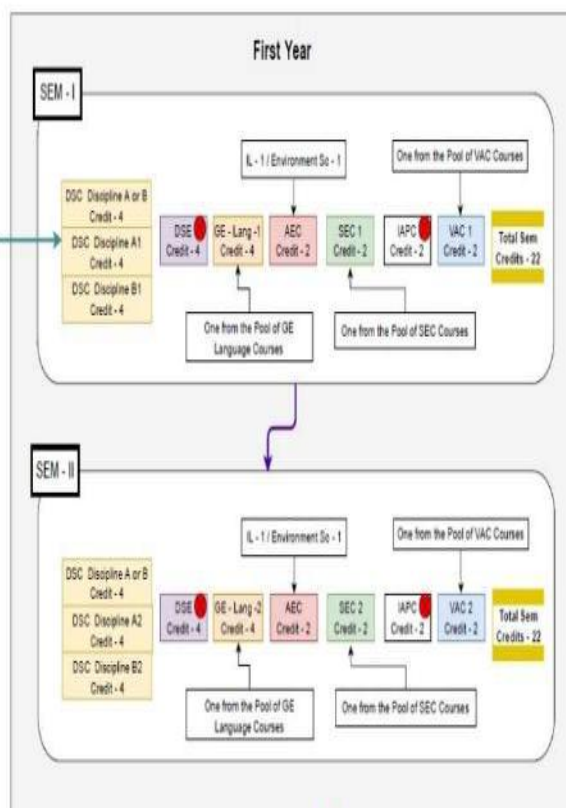 First Year
SEM - I
IL - 1 / Environment Sc - 1
One from the Pool of VAC Courses
DSC Discipline A or B
Credit - 4
DSC Discipline A1
Credit - 4
DSC Discipline B1
Credit - 4
DSE
Credit - 4
GE - Lang -1
Credit - 4
AEC
Credit - 2
SEC 1
Credit - 2
IAPC
Credit - 2
VAC 1
Credit - 2
Total Sem
Credits - 22
One from the Pool of GE
Language Courses
One from the Pool of SEC Courses
SEM - II
IL - 1 / Environment Sc - 1
One from the Pool of VAC Courses
DSC Discipline A or B
Credit - 4
DSC Discipline A2
Credit - 4
DSC Discipline B2
Credit - 4
DSE
Credit - 4
GE - Lang -2
Credit - 4
AEC
Credit - 2
SEC 2
Credit - 2
IAPC
Credit - 2
VAC 2
Credit - 2
Total Sem
Credits - 22
One from the Pool of GE
Language Courses
One from the Pool of SEC Courses